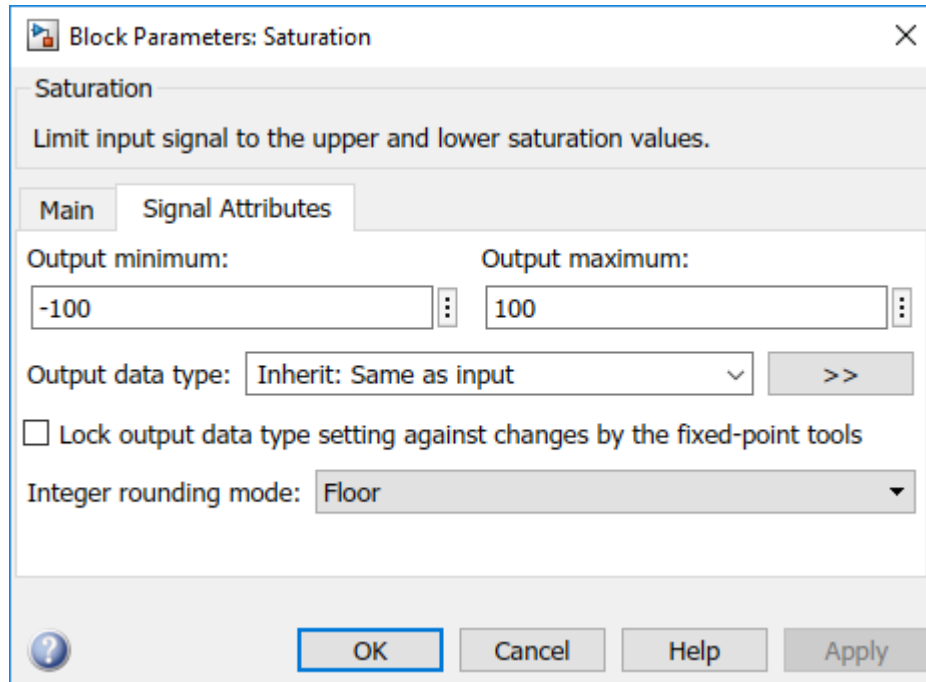 Block Parameters: Saturation
Saturation
Limit input signal to the upper and lower saturation values.
Main Signal Attributes
Output minimum: Output maximum:
-100 100
Output data type: Inherit: Same as input >>
Lock output data type setting against changes by the fixed-point tools
Integer rounding mode: Floor
OK Cancel Help Apply